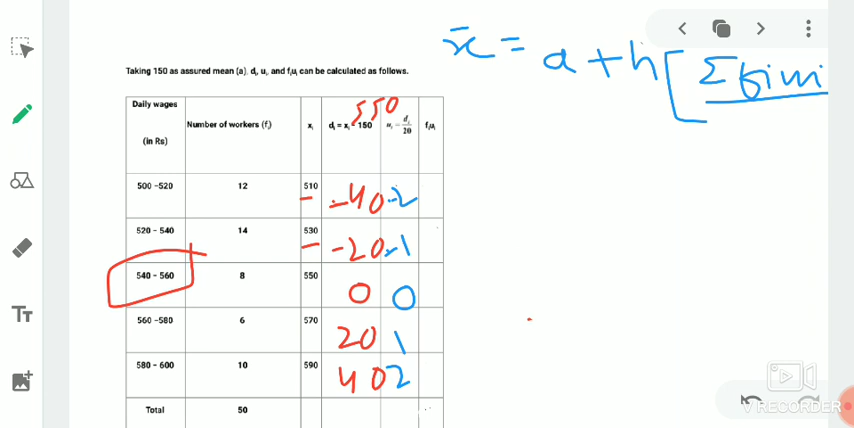 x̄ = a + h [ Σ fiui
Taking 150 as assured mean (a), dᵢ, uᵢ, and fᵢuᵢ can be calculated as follows.
550
Daily wages (in Rs) Number of workers (fᵢ) xᵢ dᵢ = xᵢ - 150 uᵢ = dᵢ/20 fᵢuᵢ
500 –520 12 510 -40 -2
520 – 540 14 530 -20 -1
540 – 560 8 550 0 0
560 –580 6 570 20 1
580 – 600 10 590 40 2
Total 50
Tт
V RECORDER